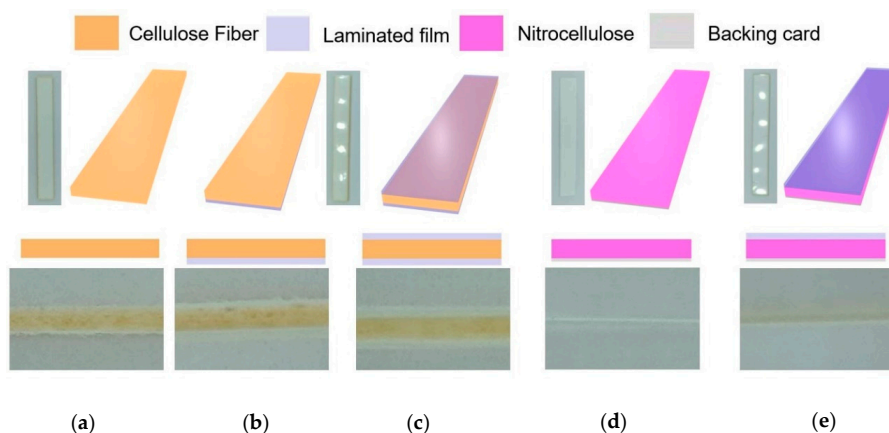 Cellulose Fiber Laminated film Nitrocellulose Backing card
(a) (b) (c) (d) (e)